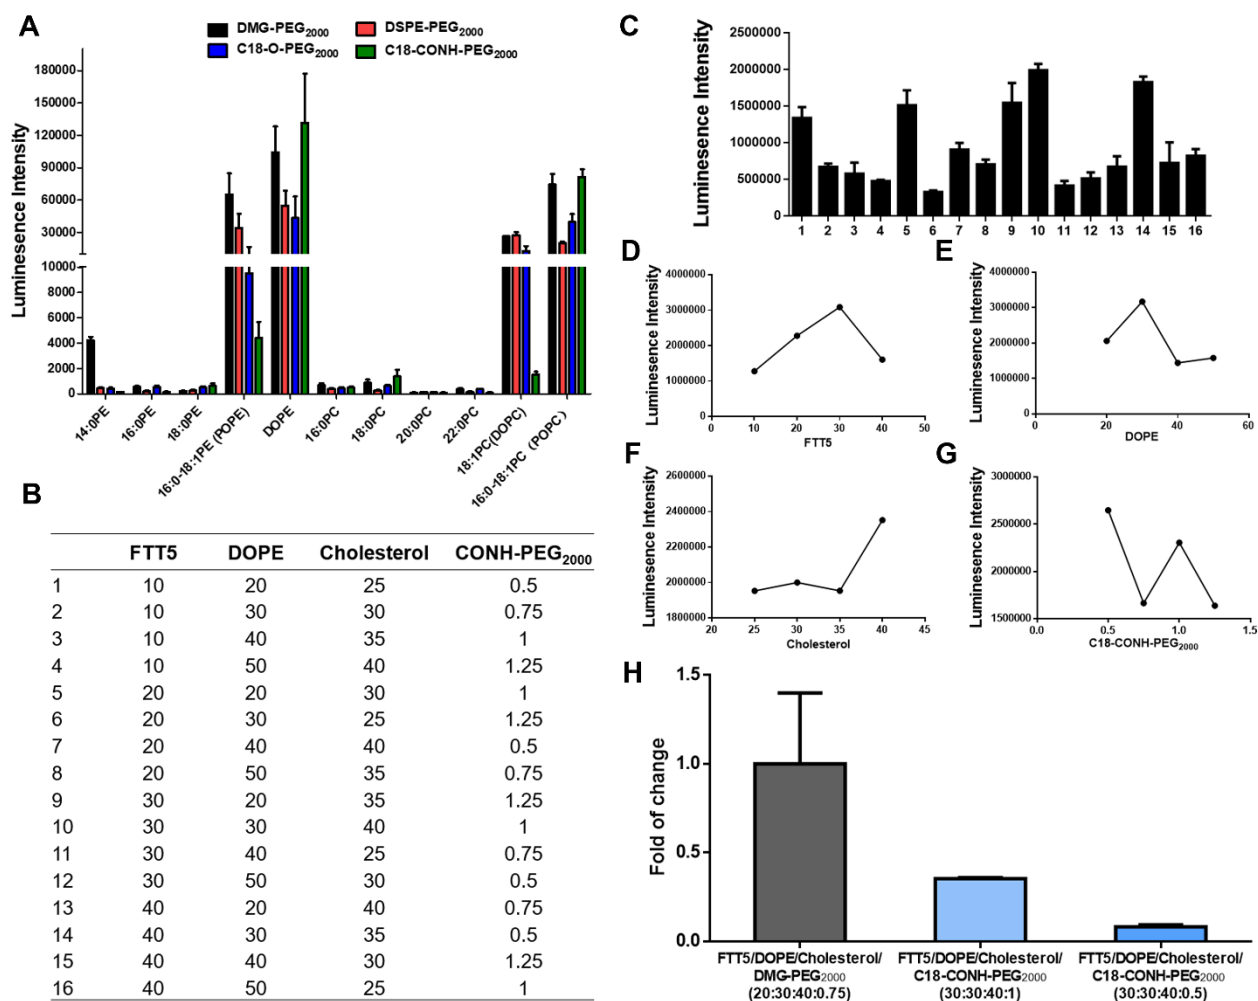 A
DMG-PEG2000
DSPE-PEG2000
C18-O-PEG2000
C18-CONH-PEG2000
Luminesence Intensity
180000
150000
120000
90000
60000
30000
10000
8000
6000
4000
2000
0
14:0PE
16:0PE
18:0PE
16:0-18:1PE (POPE)
DOPE
16:0PC
18:0PC
20:0PC
22:0PC
18:1PC(DOPC)
16:0-18:1PC (POPC)
B
FTT5 DOPE Cholesterol CONH-PEG2000
1 10 20 25 0.5
2 10 30 30 0.75
3 10 40 35 1
4 10 50 40 1.25
5 20 20 30 1
6 20 30 25 1.25
7 20 40 40 0.5
8 20 50 35 0.75
9 30 20 35 1.25
10 30 30 40 1
11 30 40 25 0.75
12 30 50 30 0.5
13 40 20 40 0.75
14 40 30 35 0.5
15 40 40 30 1.25
16 40 50 25 1
C
Luminesence Intensity
2500000
2000000
1500000
1000000
500000
0
1 2 3 4 5 6 7 8 9 10 11 12 13 14 15 16
D
Luminesence Intensity
4000000
3000000
2000000
1000000
0
0 10 20 30 40 50
FTT5
E
Luminesence Intensity
4000000
3000000
2000000
1000000
0
0 20 40 60
DOPE
F
Luminesence Intensity
2600000
2400000
2200000
2000000
1800000
20 25 30 35 40 45
Cholesterol
G
Luminesence Intensity
3000000
2500000
2000000
1500000
0.0 0.5 1.0 1.5
C18-CONH-PEG2000
H
Fold of change
1.5
1.0
0.5
0.0
FTT5/DOPE/Cholesterol/ FTT5/DOPE/Cholesterol/ FTT5/DOPE/Cholesterol/
DMG-PEG2000 C18-CONH-PEG2000 C18-CONH-PEG2000
(20:30:40:0.75) (30:30:40:1) (30:30:40:0.5)